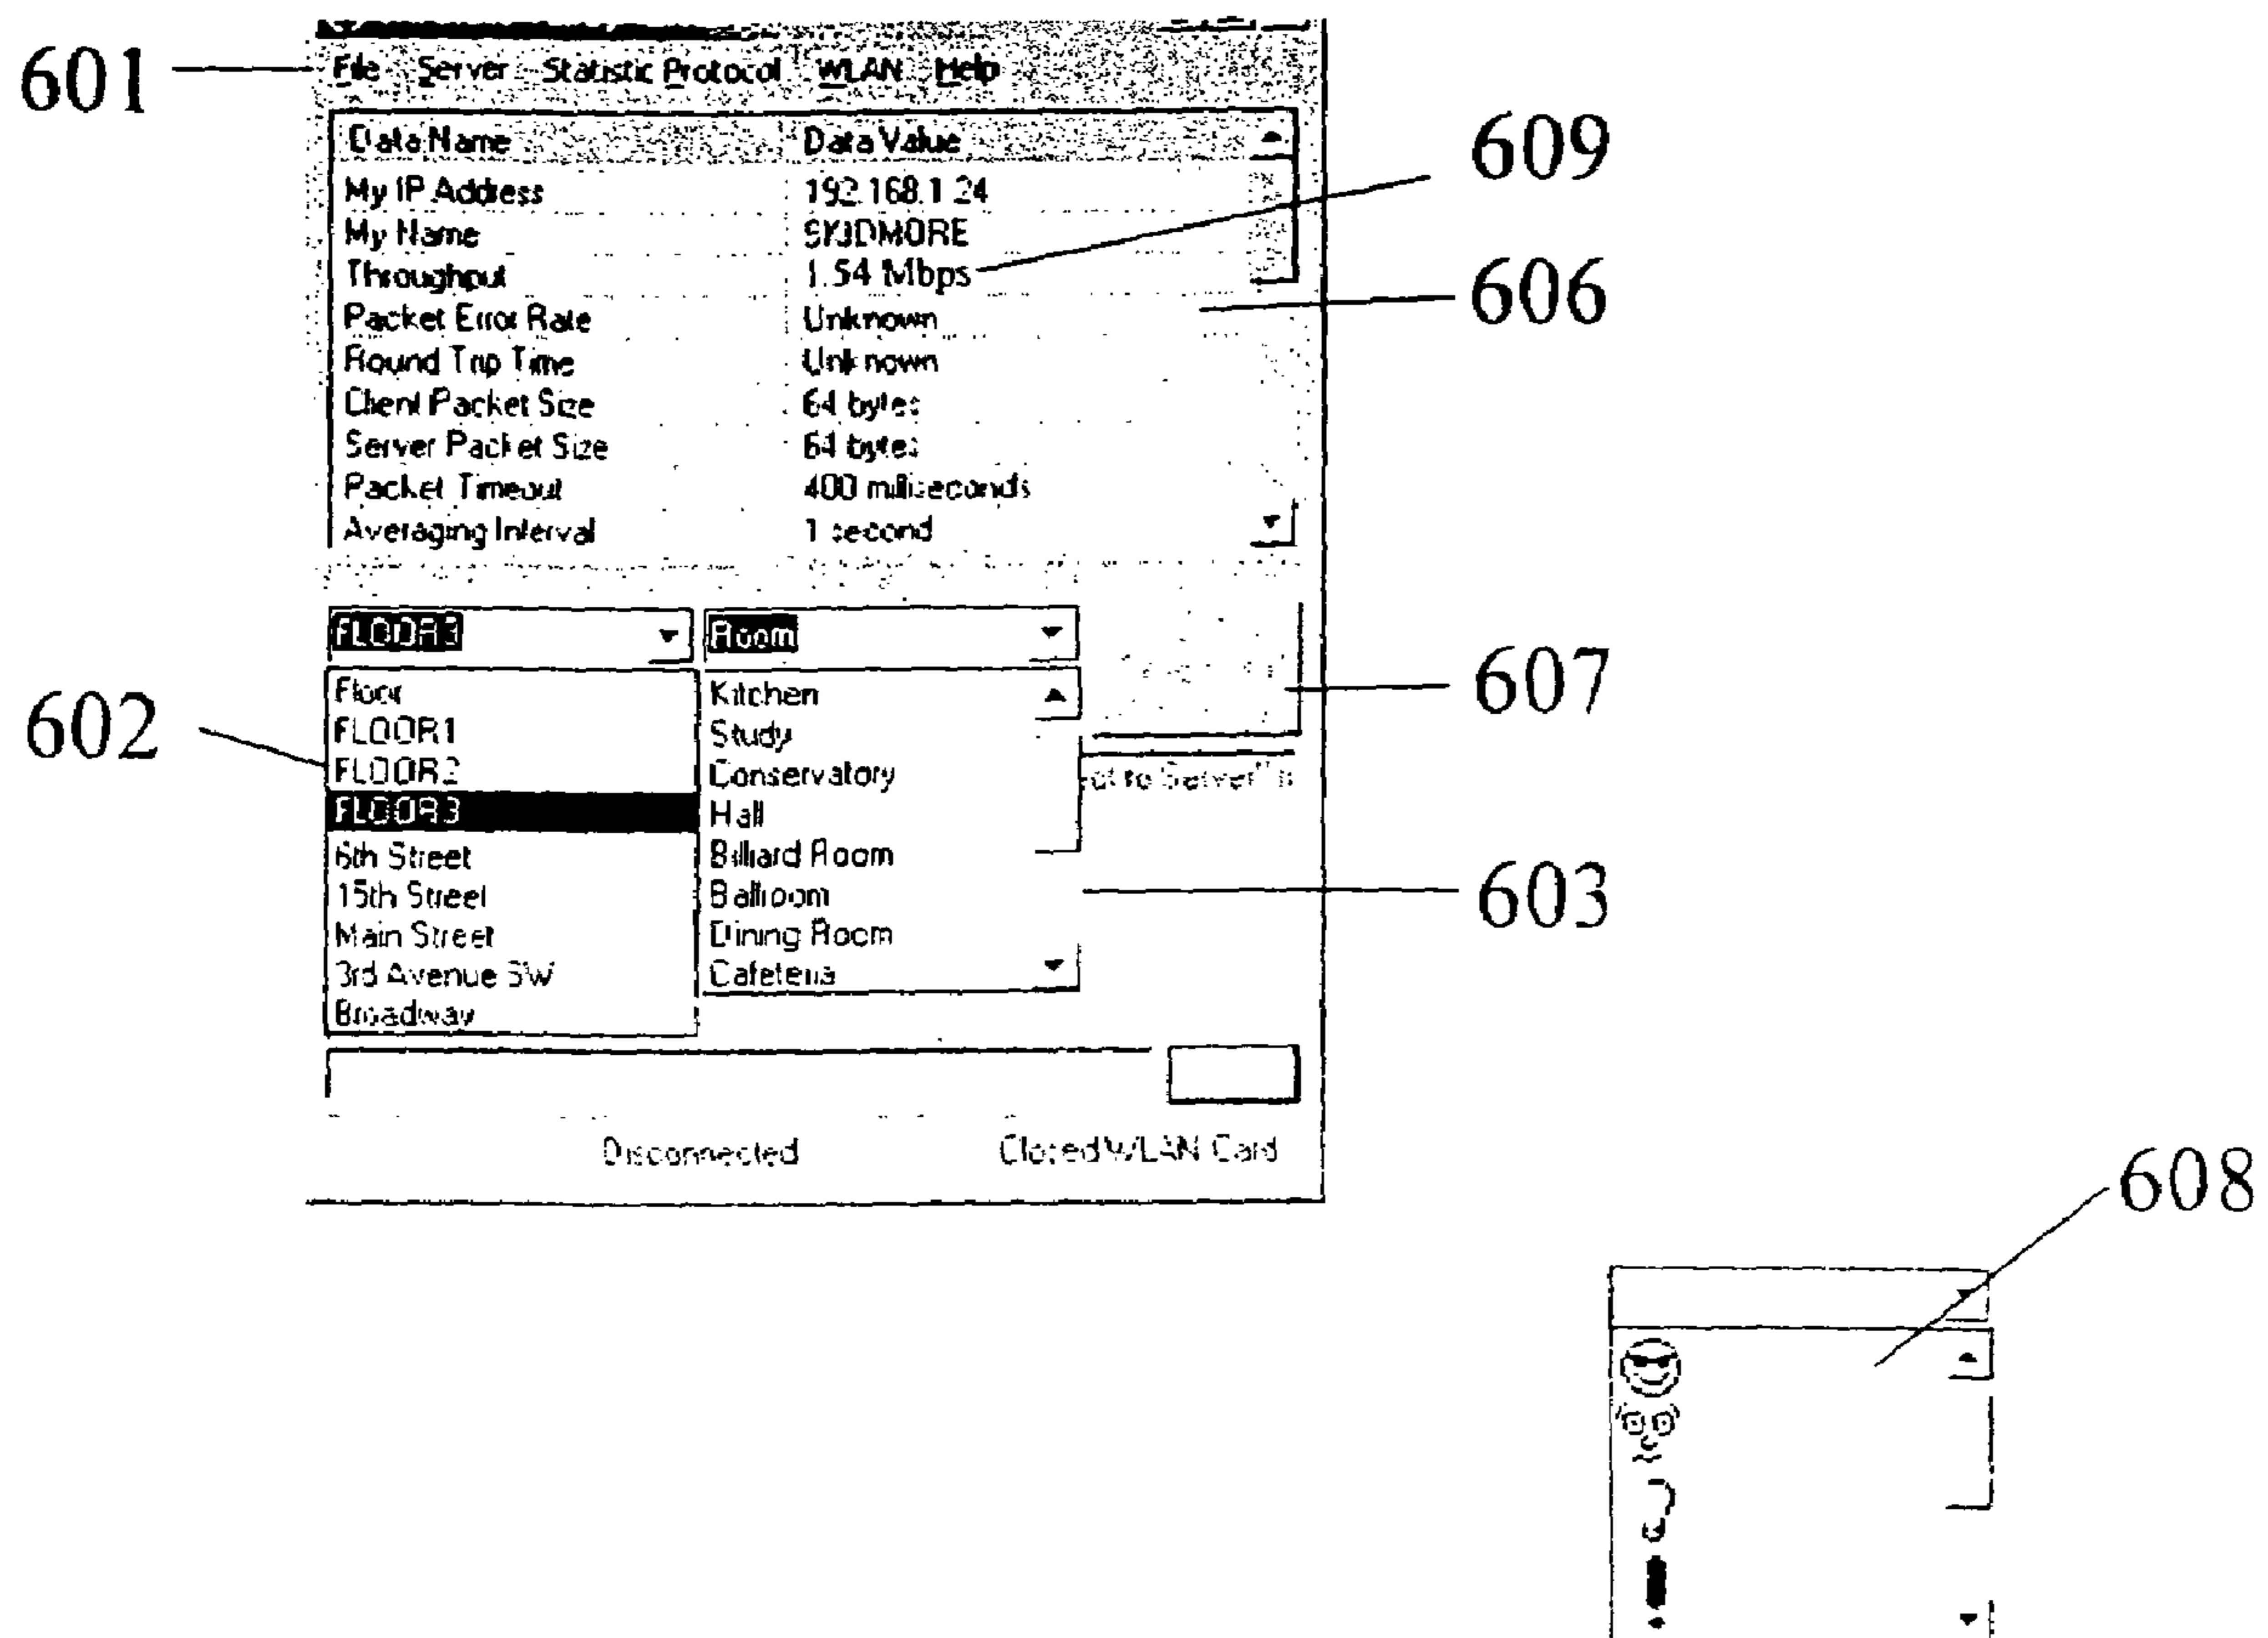 601
File Server Statistic Protocol WLAN Help
Data Name Data Value
My IP Address 192.168.1.24
My Name
Throughput 1.54 Mbps
609
Packet Error Rate Unknown
606
Round Trip Time Unknown
Client Packet Size 64 bytes
Server Packet Size 64 bytes
Packet Timeout 400 milliseconds
Averaging Interval 1 second
FLOOR3 Room
602
Floor
FLOOR1
FLOOR2
FLOOR3
6th Street
15th Street
Main Street
3rd Avenue SW
Broadway
Kitchen
Study
Conservatory
Hall
Billiard Room
Ballroom
Dining Room
Cafeteria
607
to Server"
603
Disconnected Closed WLAN Card
608